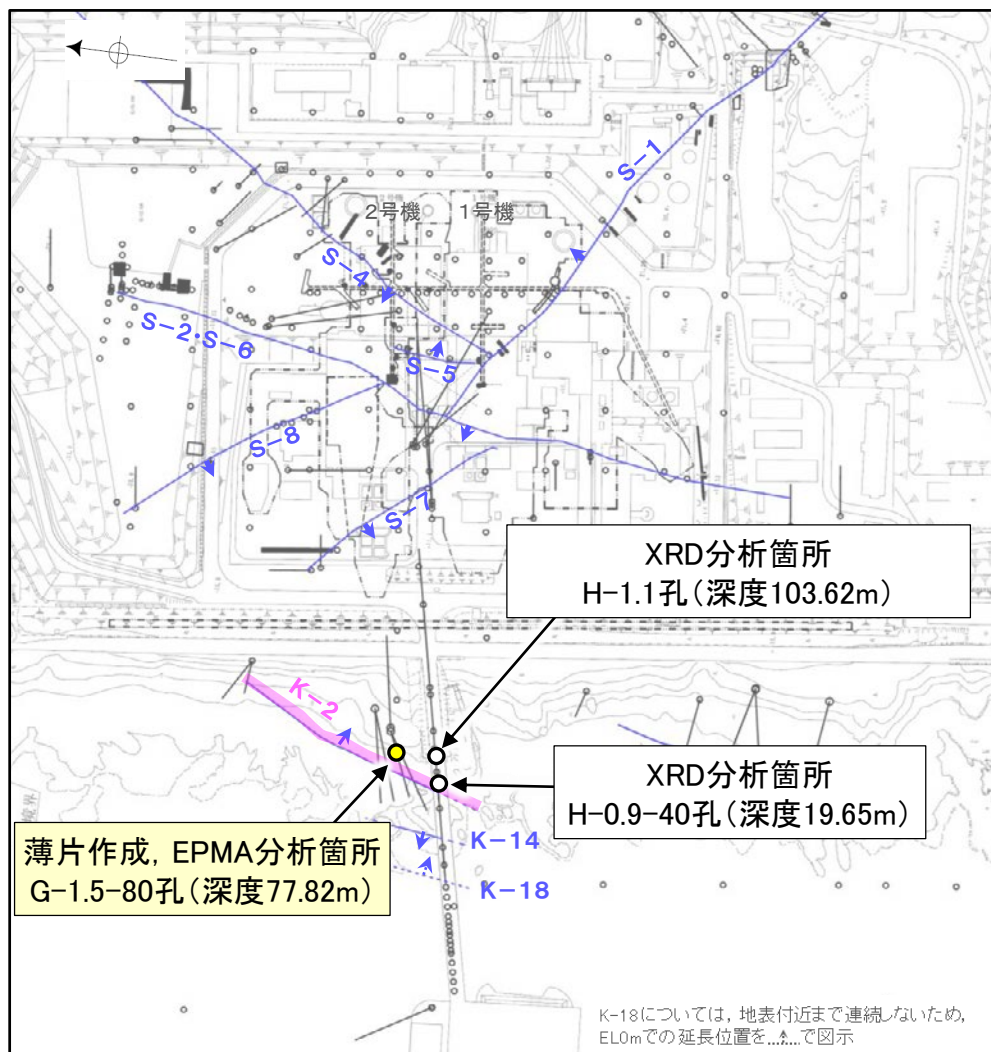 S-1
2号機
1号機
S-4
S-2・S-6
S-5
S-8
S-7
XRD分析箇所
H-1.1孔(深度103.62m)
K-2
XRD分析箇所
H-0.9-40孔(深度19.65m)
薄片作成, EPMA分析箇所
G-1.5-80孔(深度77.82m)
K-14
K-18
K-18については, 地表付近まで連続しないため,
EL0mでの延長位置を で図示